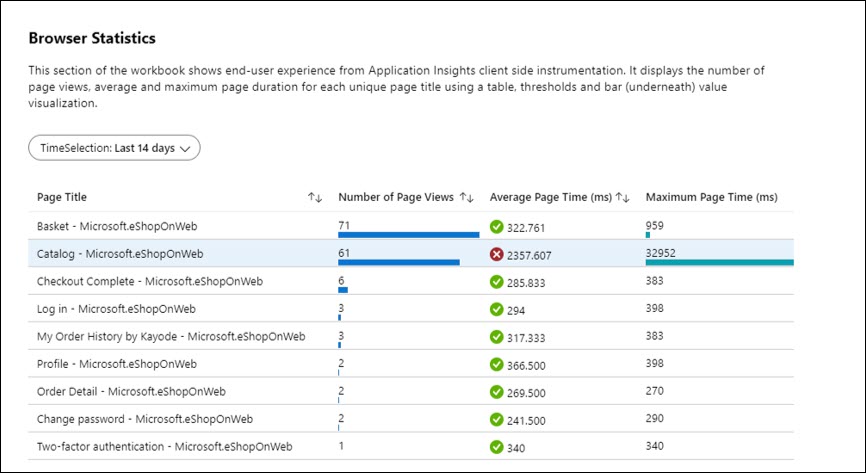 Browser Statistics
This section of the workbook shows end-user experience from Application Insights client side instrumentation. It displays the number of
page views, average and maximum page duration for each unique page title using a table, thresholds and bar (underneath) value
visualization.
TimeSelection: Last 14 days
Page Title Number of Page Views Average Page Time (ms) Maximum Page Time (ms)
Basket - Microsoft.eShopOnWeb 71 322.761 959
Catalog - Microsoft.eShopOnWeb 61 2357.607 32952
Checkout Complete - Microsoft.eShopOnWeb 6 285.833 383
Log in - Microsoft.eShopOnWeb 3 294 398
My Order History by Kayode - Microsoft.eShopOnWeb 3 317.333 383
Profile - Microsoft.eShopOnWeb 2 366.500 398
Order Detail - Microsoft.eShopOnWeb 2 269.500 270
Change password - Microsoft.eShopOnWeb 2 241.500 290
Two-factor authentication - Microsoft.eShopOnWeb 1 340 340